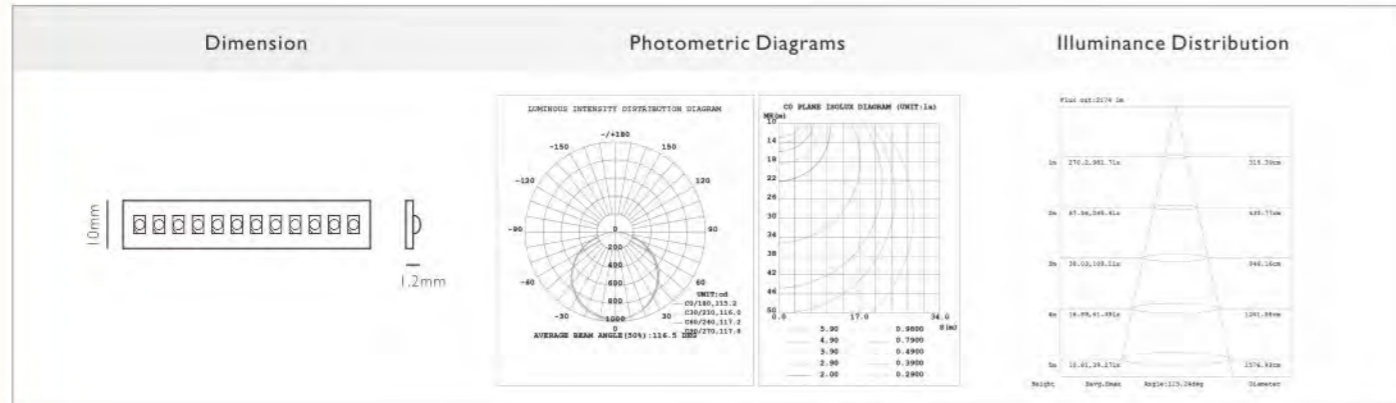 Dimension
Photometric Diagrams
Illuminance Distribution
10mm
1.2mm
LUMINOUS INTENSITY DISTRIBUTION DIAGRAM
-/+180
-150
150
-120
120
-90
90
0
200
-60
400
60
600
UNIT:cd
800
C0/180,115.2
-30
30
C30/210,116.0
1000
C60/240,117.2
0
C90/270,117.6
AVERAGE BEAM ANGLE(50%):116.5 DEG
C0 PLANE ISOLUX DIAGRAM (UNIT:lx)
MH(m)
10
14
18
22
26
30
34
38
42
46
50
0.0
17.0
34.0
H(m)
5.90
0.9800
4.90
0.7900
3.90
0.4900
2.90
0.3900
2.00
0.2900
1m
2m
3m
4m
5m
Height
Diameter